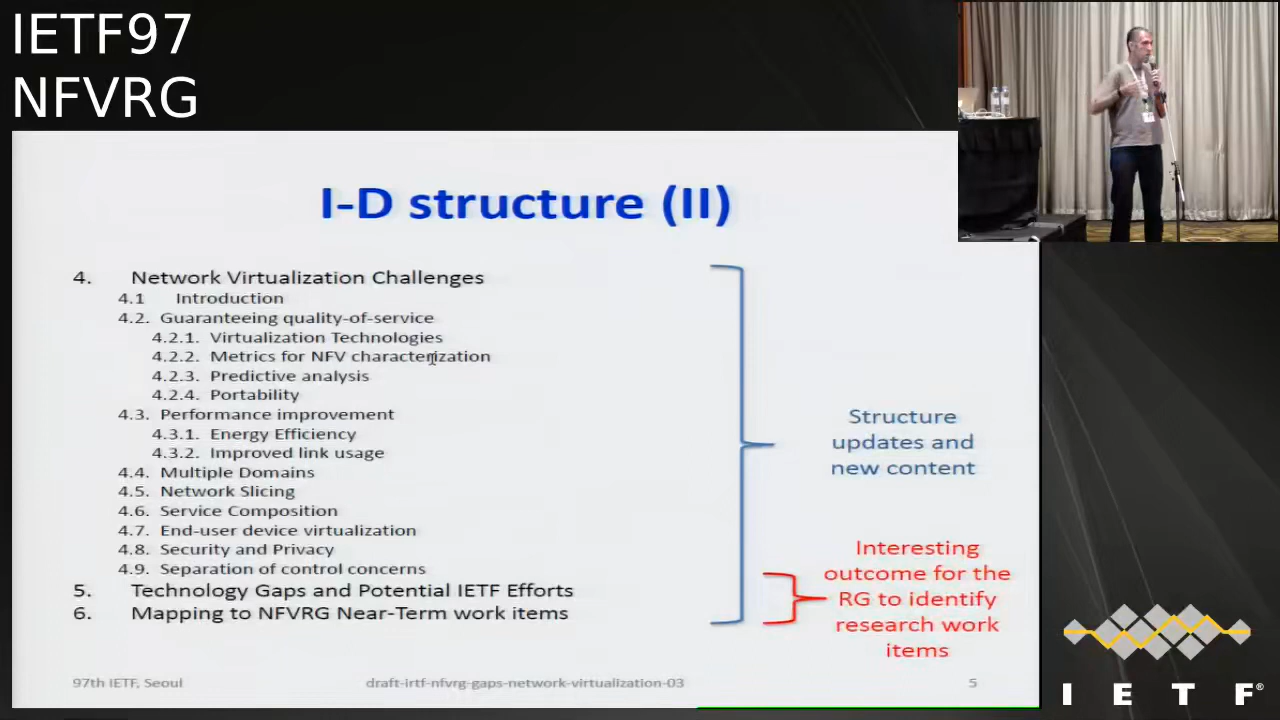 IETF97
NFVRG
I-D structure (II)
4. Network Virtualization Challenges
4.1 Introduction
4.2. Guaranteeing quality-of-service
4.2.1. Virtualization Technologies
4.2.2. Metrics for NFV characterization
4.2.3. Predictive analysis
4.2.4. Portability
4.3. Performance improvement
4.3.1. Energy Efficiency
4.3.2. Improved link usage
4.4. Multiple Domains
4.5. Network Slicing
4.6. Service Composition
4.7. End-user device virtualization
4.8. Security and Privacy
4.9. Separation of control concerns
5. Technology Gaps and Potential IETF Efforts
6. Mapping to NFVRG Near-Term work items
Structure
updates and
new content
Interesting
outcome for the
RG to identify
research work
items
97th IETF, Seoul draft-irtf-nfvrg-gaps-network-virtualization-03 5
I E T F®